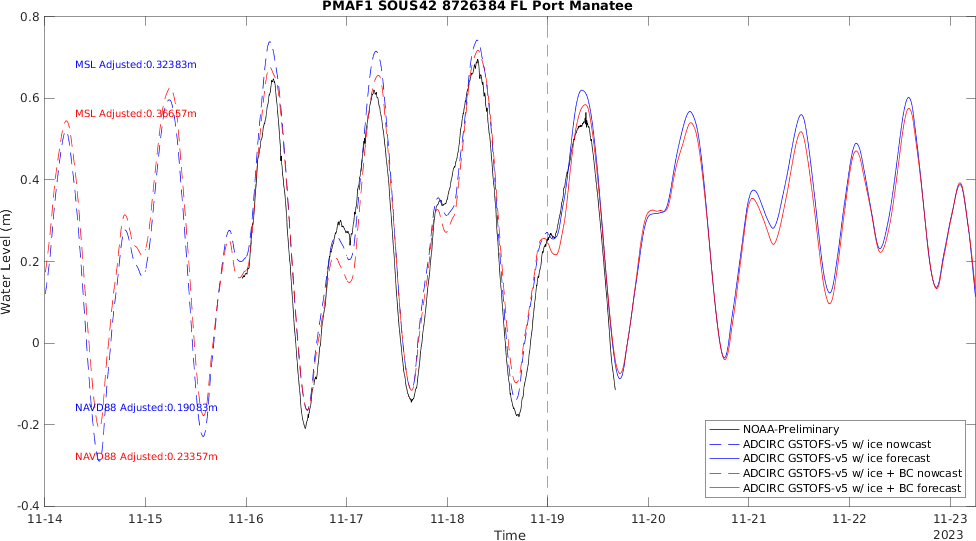 PMAF1 SOUS42 8726384 FL Port Manatee
0.8
0.6
0.4
0.2
0
-0.2
-0.4
Water Level (m)
MSL Adjusted:0.32383m
MSL Adjusted:0.36657m
NAVD88 Adjusted:0.19083m
NAVD88 Adjusted:0.23357m
NOAA-Preliminary
ADCIRC GSTOFS-v5 w/ ice nowcast
ADCIRC GSTOFS-v5 w/ ice forecast
ADCIRC GSTOFS-v5 w/ ice + BC nowcast
ADCIRC GSTOFS-v5 w/ ice + BC forecast
11-14 11-15 11-16 11-17 11-18 11-19 11-20 11-21 11-22 11-23
2023
Time